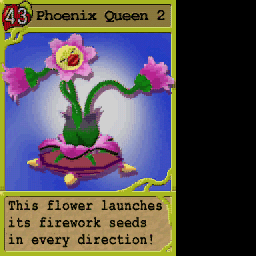 43 Phoenix Queen 2
This flower launches
its firework seeds
in every direction!